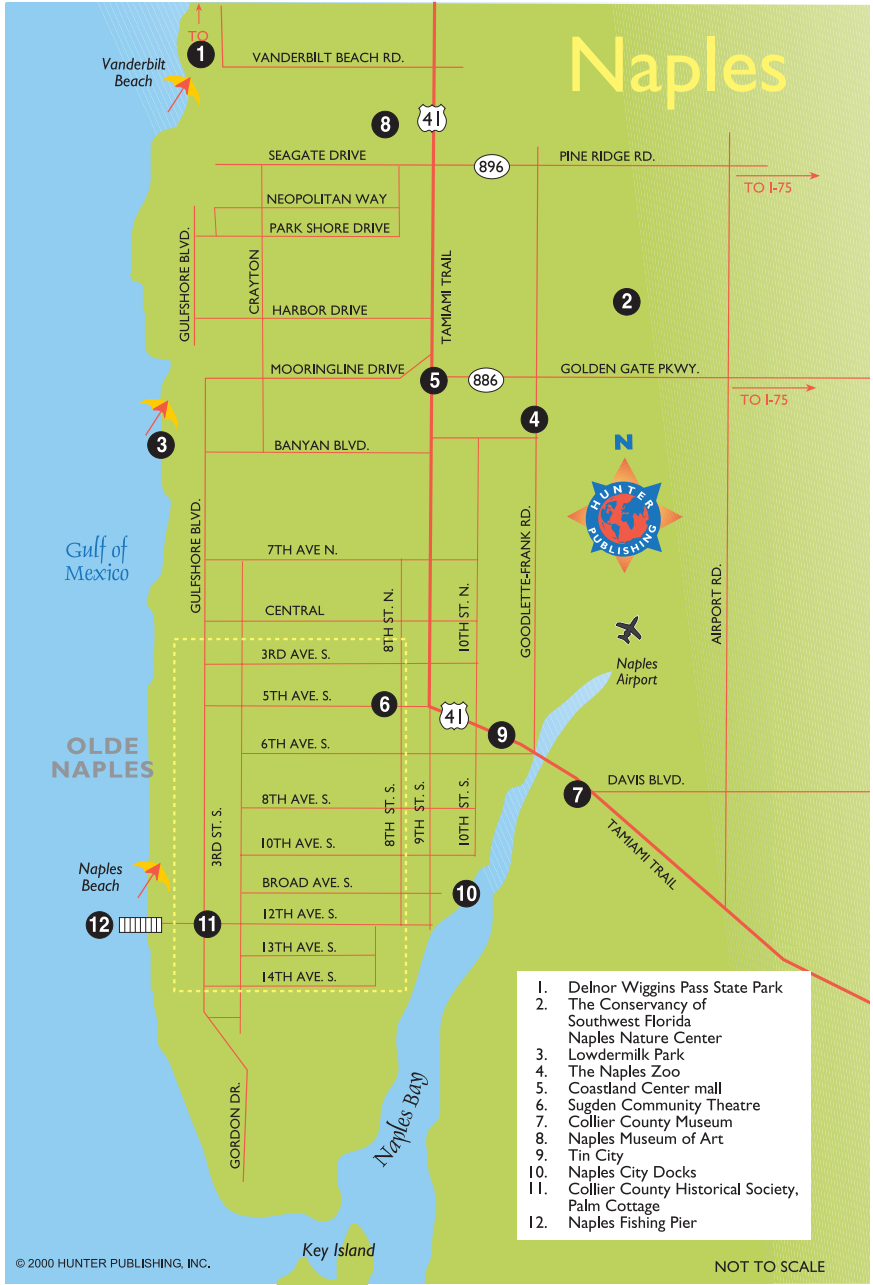 Naples
TO
1
Vanderbilt
Beach
VANDERBILT BEACH RD.
8
41
SEAGATE DRIVE
896
PINE RIDGE RD.
TO I-75
NEOPOLITAN WAY
PARK SHORE DRIVE
GULFSHORE BLVD.
CRAYTON
TAMIAMI TRAIL
2
HARBOR DRIVE
MOORINGLINE DRIVE
5
886
GOLDEN GATE PKWY.
TO I-75
4
3
BANYAN BLVD.
N
HUNTER
PUBLISHING
GULFSHORE BLVD.
Gulf of
Mexico
7TH AVE N.
GOODLETTE-FRANK RD.
AIRPORT RD.
CENTRAL
8TH ST. N.
10TH ST. N.
3RD AVE. S.
Naples
Airport
5TH AVE. S.
6
41
9
OLDE
NAPLES
6TH AVE. S.
DAVIS BLVD.
7
8TH AVE. S.
3RD ST. S.
8TH ST. S.
9TH ST. S.
10TH ST. S.
TAMIAMI TRAIL
10TH AVE. S.
Naples
Beach
BROAD AVE. S.
10
12
11
12TH AVE. S.
13TH AVE. S.
14TH AVE. S.
GORDON DR.
Naples Bay
Key Island
1. Delnor Wiggins Pass State Park
2. The Conservancy of
Southwest Florida
Naples Nature Center
3. Lowdermilk Park
4. The Naples Zoo
5. Coastland Center mall
6. Sugden Community Theatre
7. Collier County Museum
8. Naples Museum of Art
9. Tin City
10. Naples City Docks
11. Collier County Historical Society,
Palm Cottage
12. Naples Fishing Pier
© 2000 HUNTER PUBLISHING, INC.
NOT TO SCALE